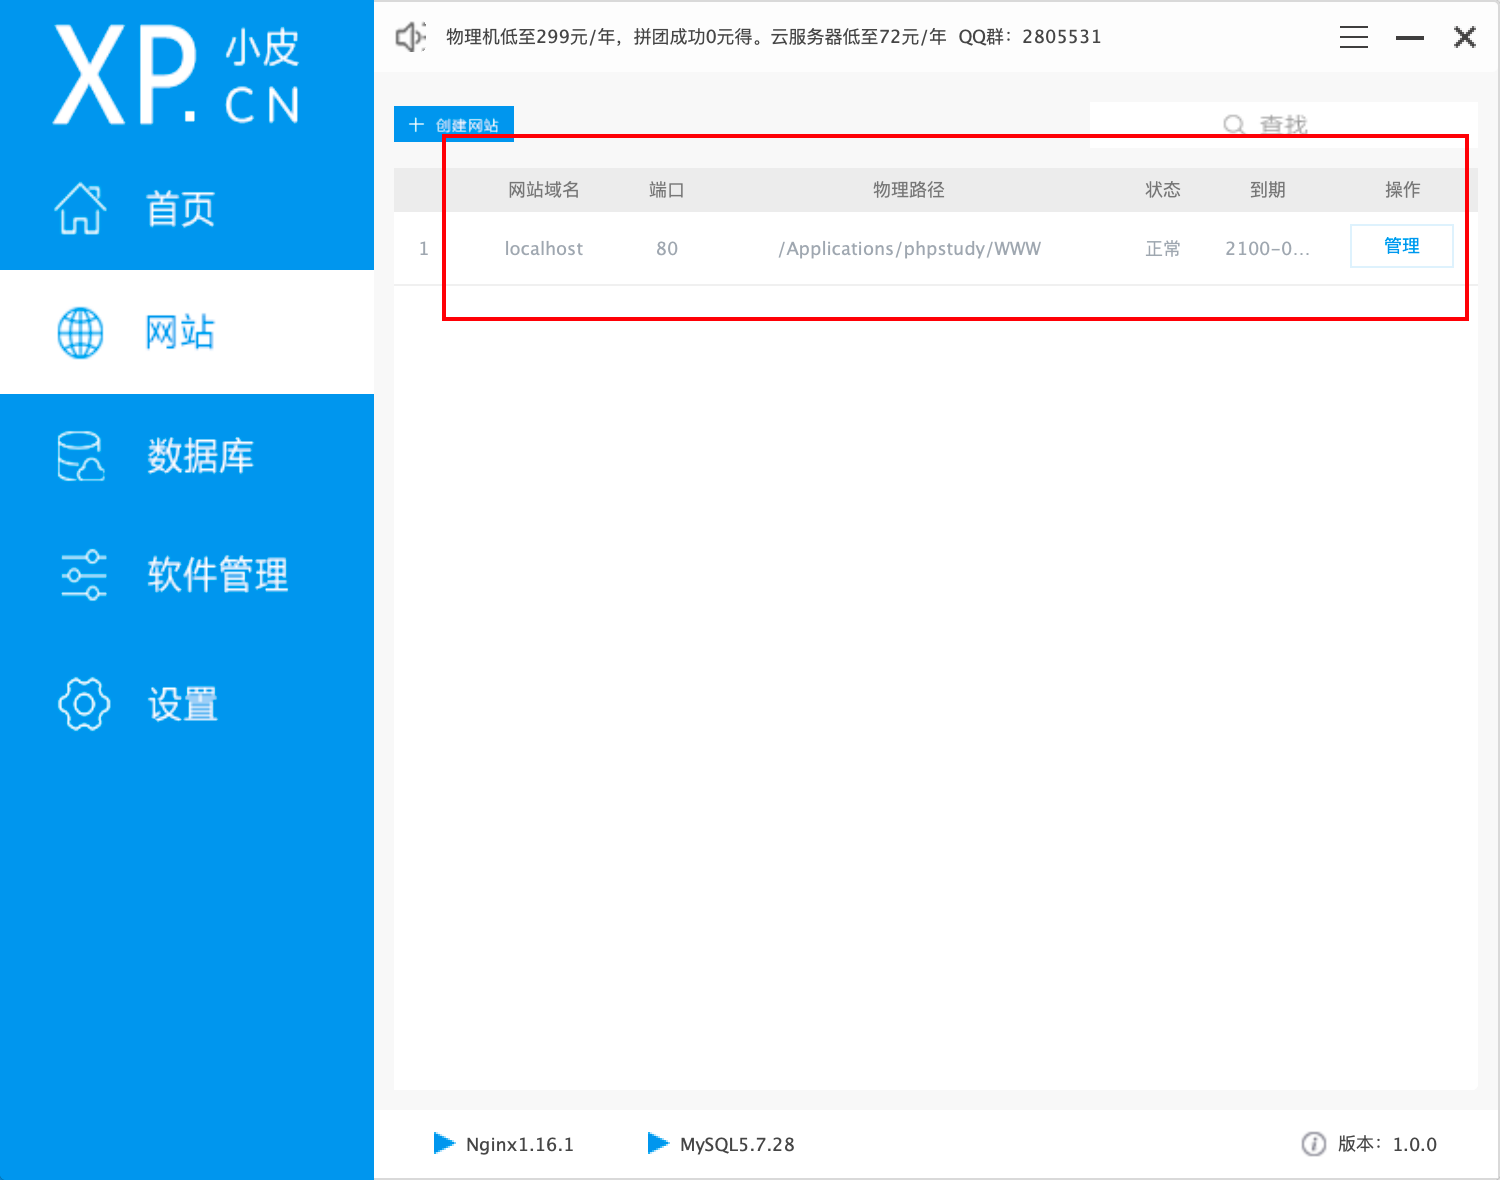 XP. 小皮
CN
首页
网站
数据库
软件管理
设置
物理机低至299元/年，拼团成功0元得。云服务器低至72元/年 QQ群：2805531
创建网站
查找
网站域名 端口 物理路径 状态 到期 操作
1 localhost 80 /Applications/phpstudy/WWW 正常 2100-0... 管理
Nginx1.16.1 MySQL5.7.28 版本：1.0.0